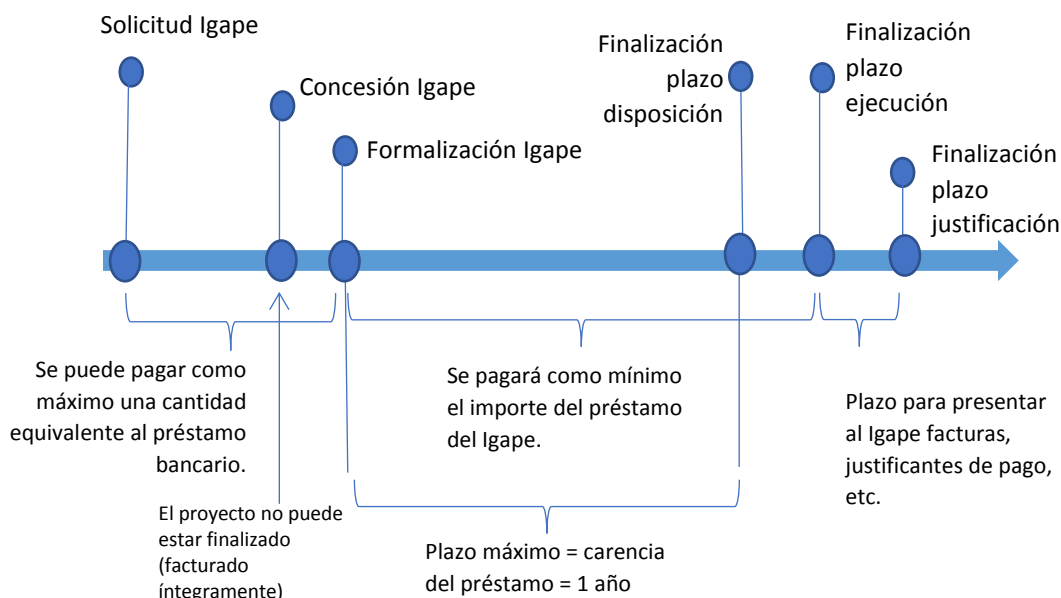 Solicitud Igape
Concesión Igape
Formalización Igape
Finalización
plazo
disposición
Finalización
plazo
ejecución
Finalización
plazo
justificación
Se puede pagar como
máximo una cantidad
equivalente al préstamo
bancario.
El proyecto no puede
estar finalizado
(facturado
íntegramente)
Se pagará como mínimo
el importe del préstamo
del Igape.
Plazo máximo = carencia
del préstamo = 1 año
Plazo para presentar
al Igape facturas,
justificantes de pago,
etc.